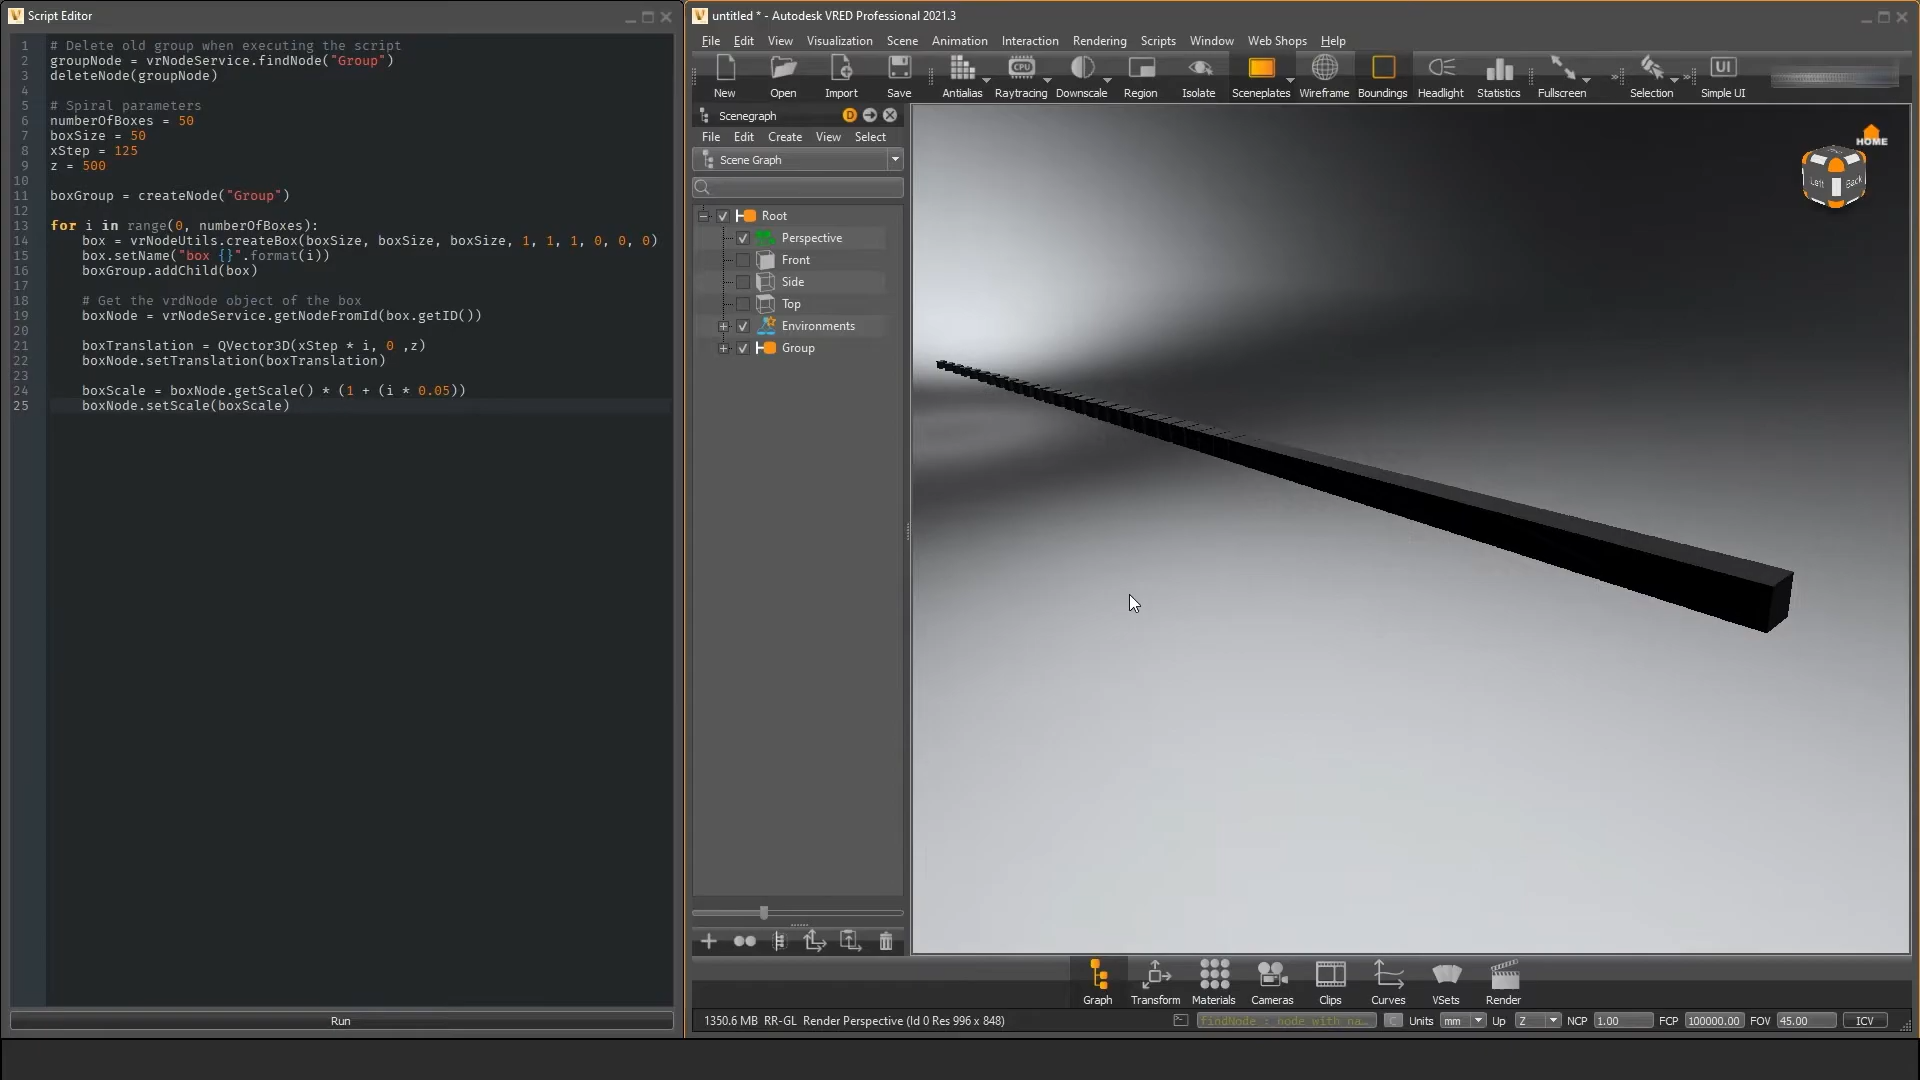 Script Editor
1 # Delete old group when executing the script
2 groupNode = vrNodeService.findNode("Group")
3 deleteNode(groupNode)
4
5 # Spiral parameters
6 numberOfBoxes = 50
7 boxSize = 50
8 xStep = 125
9 z = 500
10
11 boxGroup = createNode("Group")
12
13 for i in range(0, numberOfBoxes):
14 box = vrNodeUtils.createBox(boxSize, boxSize, boxSize, 1, 1, 1, 0, 0, 0)
15 box.setName("box {}".format(i))
16 boxGroup.addChild(box)
17
18 # Get the vrdNode object of the box
19 boxNode = vrNodeService.getNodeFromId(box.getID())
20
21 boxTranslation = QVector3D(xStep * i, 0 ,z)
22 boxNode.setTranslation(boxTranslation)
23
24 boxScale = boxNode.getScale() * (1 + (i * 0.05))
25 boxNode.setScale(boxScale)
Run
untitled * - Autodesk VRED Professional 2021.3
File Edit View Visualization Scene Animation Interaction Rendering Scripts Window Web Shops Help
CPU UI
New Open Import Save Antialias Raytracing Downscale Region Isolate Sceneplates Wireframe Boundings Headlight Statistics Fullscreen Selection Simple UI
Scenegraph D
File Edit Create View Select
Scene Graph
Root
Perspective
Front
Side
Top
Environments
Group
HOME
Left Back
Graph Transform Materials Cameras Clips Curves VSets Render
1350.6 MB RR-GL Render Perspective (Id 0 Res 996 x 848) findNode : node with na... C Units mm Up Z NCP 1.00 FCP 100000.00 FOV 45.00 ICV